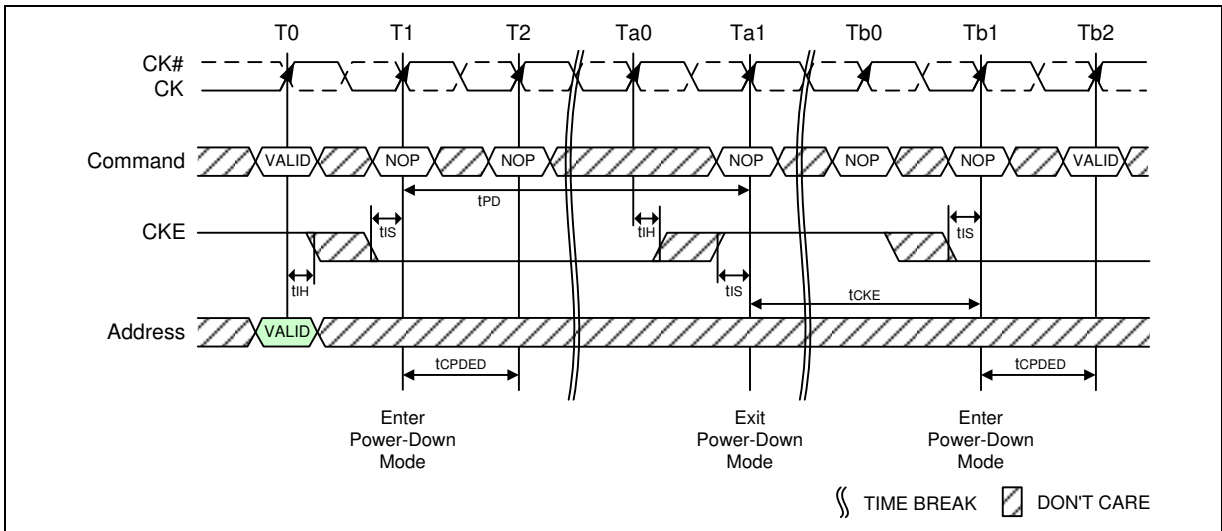 T0 T1 T2 Ta0 Ta1 Tb0 Tb1 Tb2
CK#
CK
Command VALID NOP NOP NOP NOP NOP VALID
tPD
CKE tIS tIH tIS
tIH tIS
tCKE
Address VALID
tCPDED tCPDED
Enter
Power-Down
Mode
Exit
Power-Down
Mode
Enter
Power-Down
Mode
TIME BREAK DON'T CARE